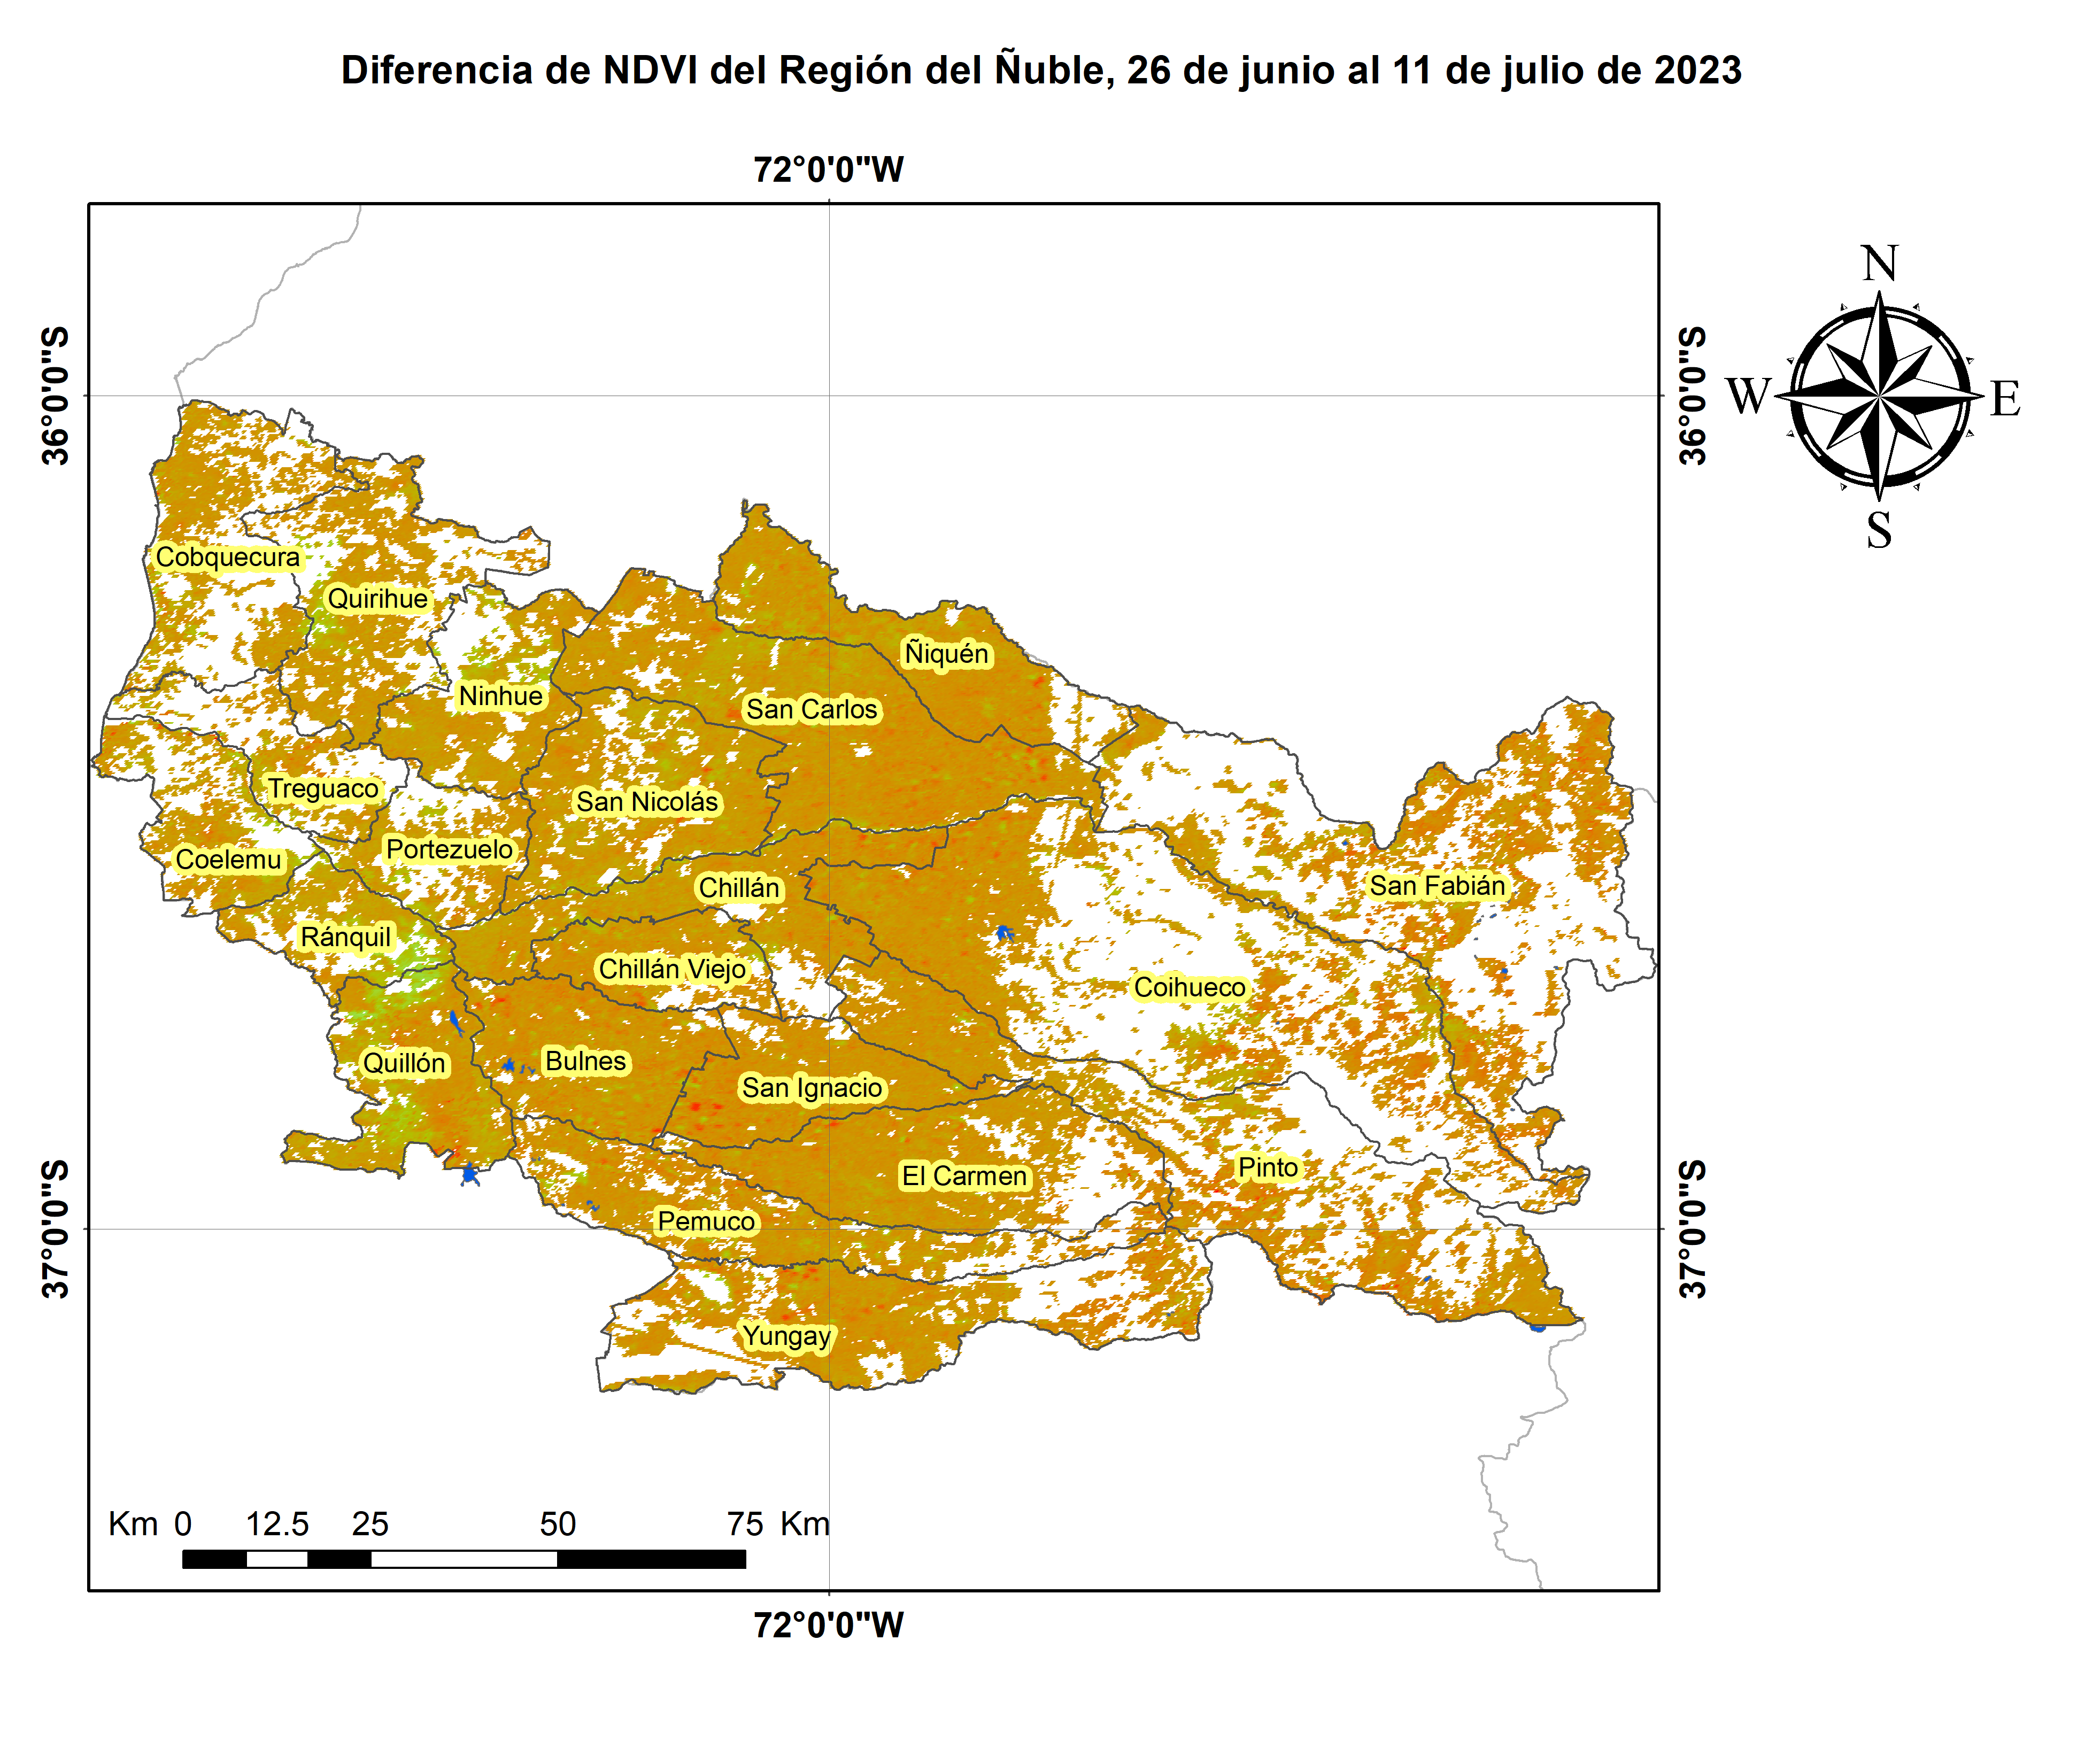 Diferencia de NDVI del Región del Ñuble, 26 de junio al 11 de julio de 2023
72°0'0"W
N
36°0'0"S
36°0'0"S
W
E
S
Cobquecura
Quirihue
Ñiquén
Ninhue
San Carlos
Treguaco
San Nicolás
Portezuelo
Coelemu
Chillán
San Fabián
Ránquil
Chillán Viejo
Coihueco
Quillón
Bulnes
San Ignacio
El Carmen
Pinto
37°0'0"S
37°0'0"S
Pemuco
Yungay
Km 0 12.5 25 50 75 Km
72°0'0"W